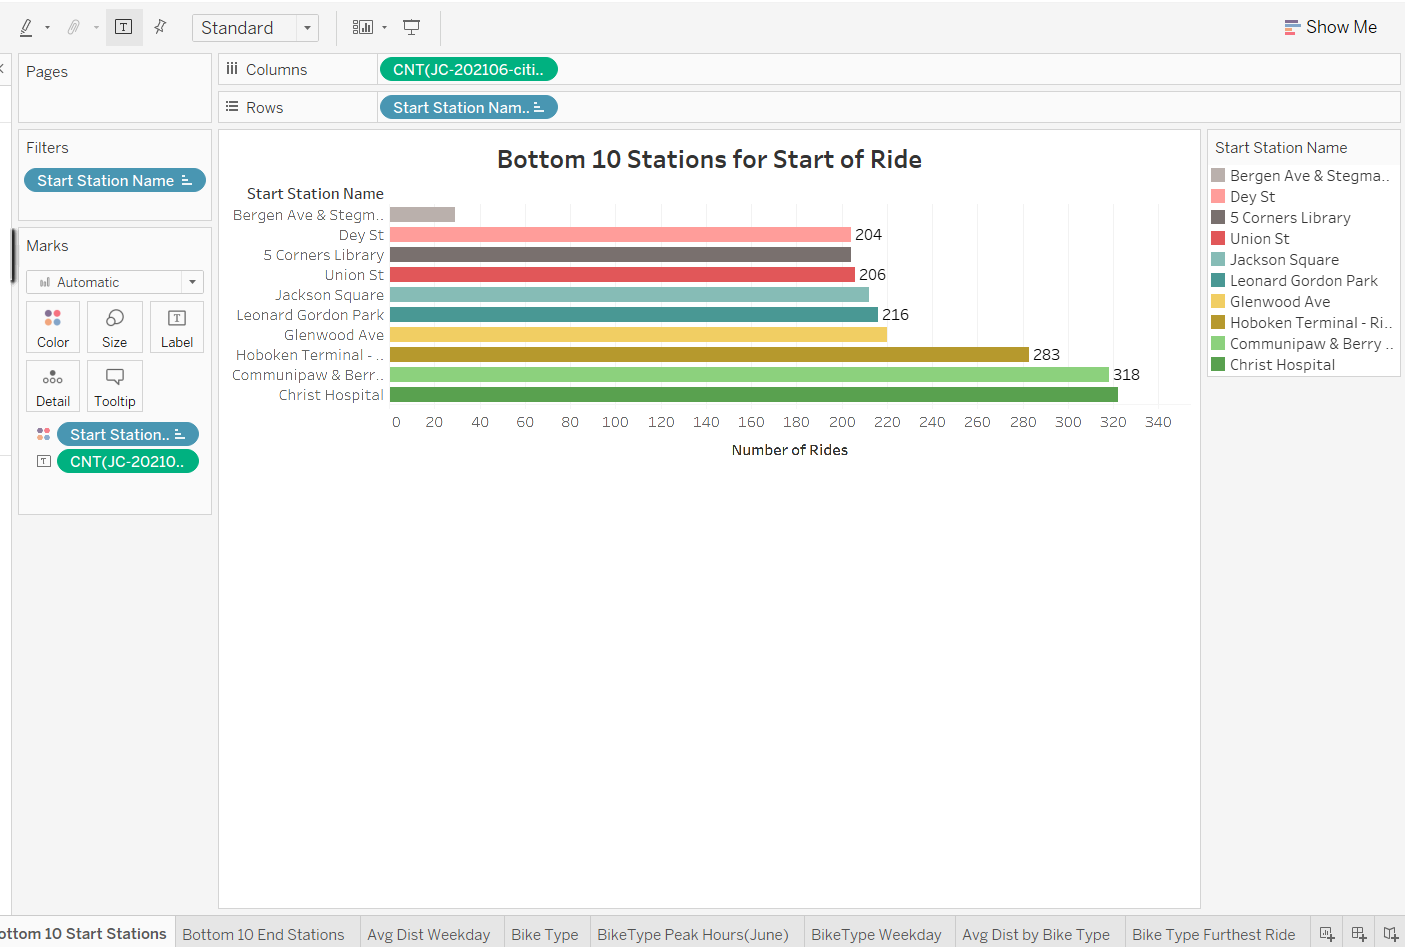 Standard
Show Me
Pages
Columns
CNT(JC-202106-citi..
Rows
Start Station Nam..
Filters
Start Station Name
Marks
Automatic
Color
Size
Label
Detail
Tooltip
Start Station..
CNT(JC-20210..
Bottom 10 Stations for Start of Ride
Start Station Name
Bergen Ave & Stegm..
Dey St 204
5 Corners Library
Union St 206
Jackson Square
Leonard Gordon Park 216
Glenwood Ave
Hoboken Terminal - .. 283
Communipaw & Berr.. 318
Christ Hospital
0 20 40 60 80 100 120 140 160 180 200 220 240 260 280 300 320 340
Number of Rides
Start Station Name
Bergen Ave & Stegma..
Dey St
5 Corners Library
Union St
Jackson Square
Leonard Gordon Park
Glenwood Ave
Hoboken Terminal - Ri..
Communipaw & Berry ..
Christ Hospital
ottom 10 Start Stations
Bottom 10 End Stations
Avg Dist Weekday
Bike Type
BikeType Peak Hours(June)
BikeType Weekday
Avg Dist by Bike Type
Bike Type Furthest Ride